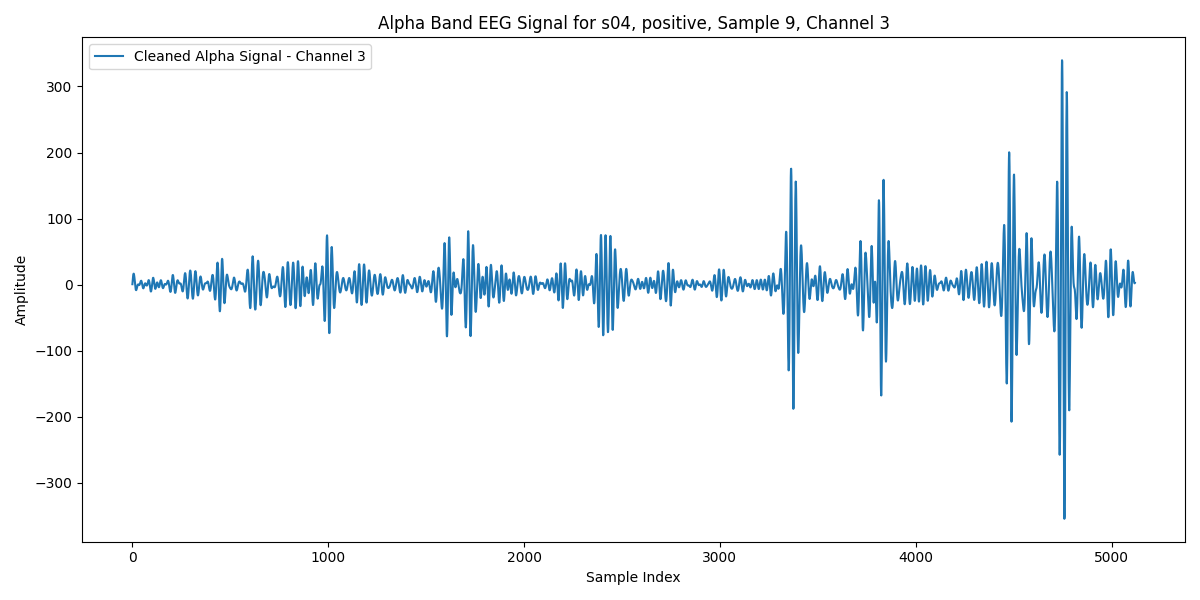 Alpha Band EEG Signal for s04, positive, Sample 9, Channel 3
Cleaned Alpha Signal - Channel 3
300
200
100
0
−100
−200
−300
Amplitude
0 1000 2000 3000 4000 5000
Sample Index